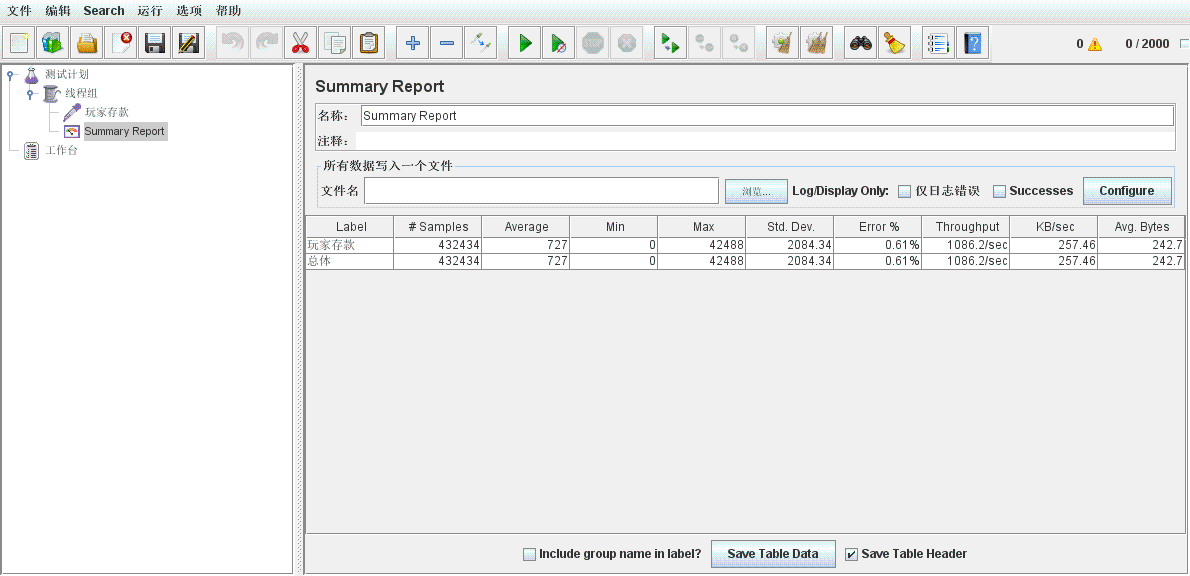 文件 编辑 Search 运行 选项 帮助
STOP 0 0 / 2000
测试计划
线程组
玩家存款
Summary Report
工作台
Summary Report
名称： Summary Report
注释：
所有数据写入一个文件
文件名 浏览... Log/Display Only: 仅日志错误 Successes Configure
Label # Samples Average Min Max Std. Dev. Error % Throughput KB/sec Avg. Bytes
玩家存款 432434 727 0 42488 2084.34 0.61% 1086.2/sec 257.46 242.7
总体 432434 727 0 42488 2084.34 0.61% 1086.2/sec 257.46 242.7
Include group name in label? Save Table Data Save Table Header